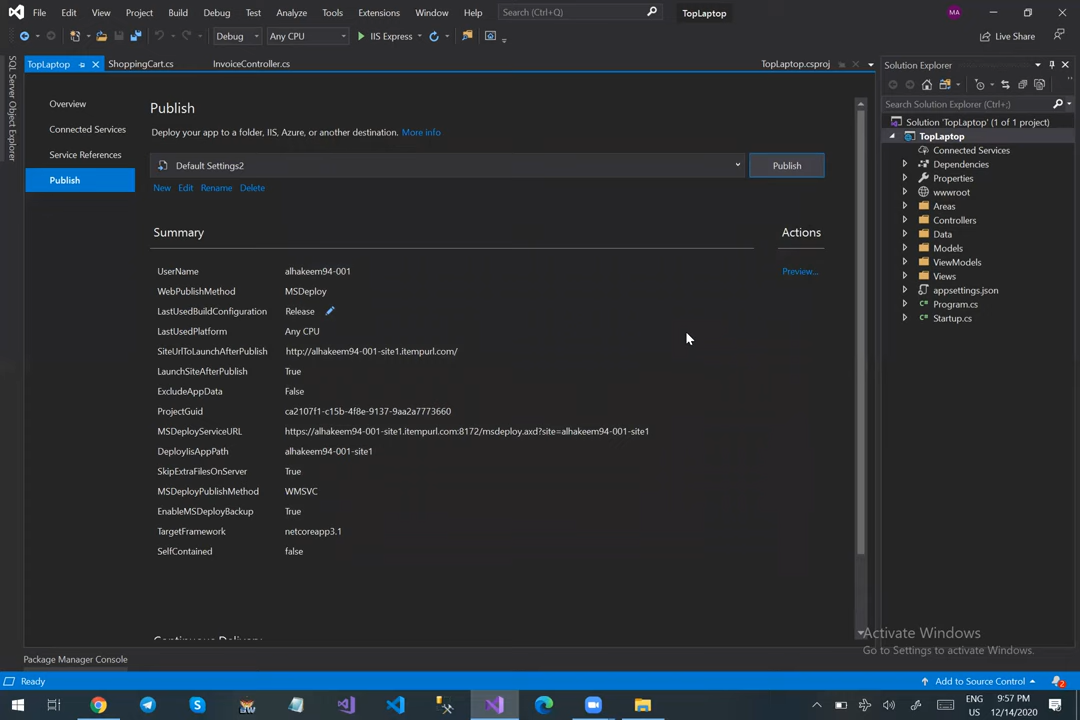 File Edit View Project Build Debug Test Analyze Tools Extensions Window Help Search (Ctrl+Q) TopLaptop MA
Debug Any CPU IIS Express Live Share
SQL Server Object Explorer
TopLaptop ShoppingCart.cs InvoiceController.cs TopLaptop.csproj
Overview
Connected Services
Service References
Publish
Publish
Deploy your app to a folder, IIS, Azure, or another destination. More info
Default Settings2 Publish
New Edit Rename Delete
Summary Actions
UserName alhakeem94-001 Preview...
WebPublishMethod MSDeploy
LastUsedBuildConfiguration Release
LastUsedPlatform Any CPU
SiteUrlToLaunchAfterPublish http://alhakeem94-001-site1.itempurl.com/
LaunchSiteAfterPublish True
ExcludeAppData False
ProjectGuid ca2107f1-c15b-4f8e-9137-9aa2a7773660
MSDeployServiceURL https://alhakeem94-001-site1.itempurl.com:8172/msdeploy.axd?site=alhakeem94-001-site1
DeployIisAppPath alhakeem94-001-site1
SkipExtraFilesOnServer True
MSDeployPublishMethod WMSVC
EnableMSDeployBackup True
TargetFramework netcoreapp3.1
SelfContained false
Continuous Delivery
Solution Explorer
Search Solution Explorer (Ctrl+;)
Solution 'TopLaptop' (1 of 1 project)
TopLaptop
Connected Services
Dependencies
Properties
wwwroot
Areas
Controllers
Data
Models
ViewModels
Views
appsettings.json
C# Program.cs
C# Startup.cs
Activate Windows
Go to Settings to activate Windows.
Package Manager Console
Ready Add to Source Control 2
ENG 9:57 PM
US 12/14/2020